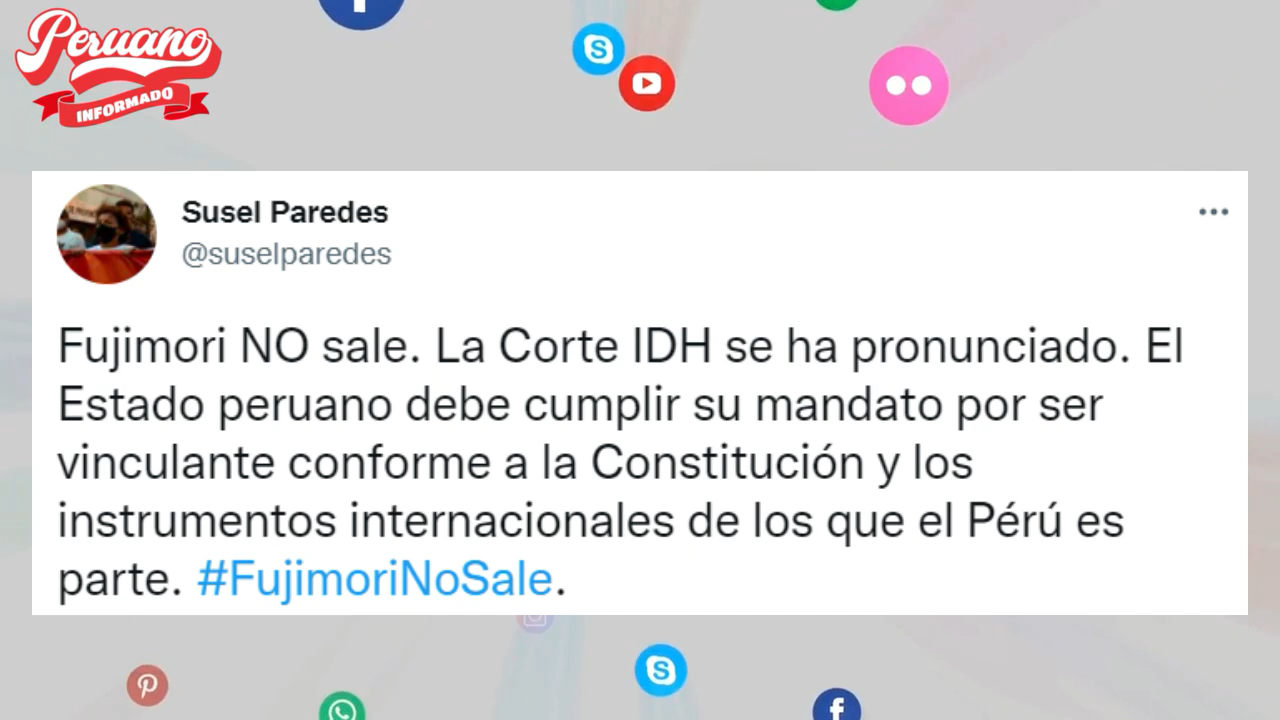 Peruano
INFORMADO
Susel Paredes
@suselparedes
Fujimori NO sale. La Corte IDH se ha pronunciado. El
Estado peruano debe cumplir su mandato por ser
vinculante conforme a la Constitución y los
instrumentos internacionales de los que el Pérú es
parte. #FujimoriNoSale.